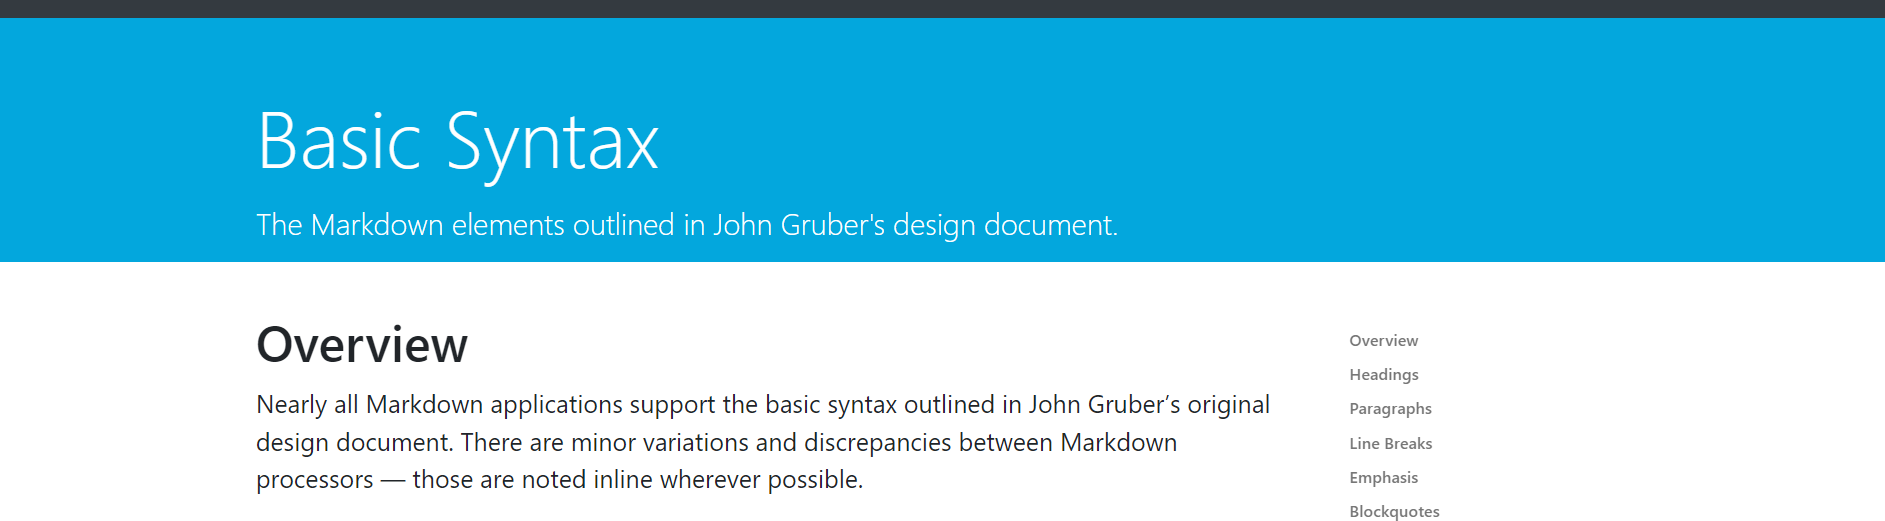 Basic Syntax
The Markdown elements outlined in John Gruber's design document.
Overview
Nearly all Markdown applications support the basic syntax outlined in John Gruber’s original
design document. There are minor variations and discrepancies between Markdown
processors — those are noted inline wherever possible.
Overview
Headings
Paragraphs
Line Breaks
Emphasis
Blockquotes